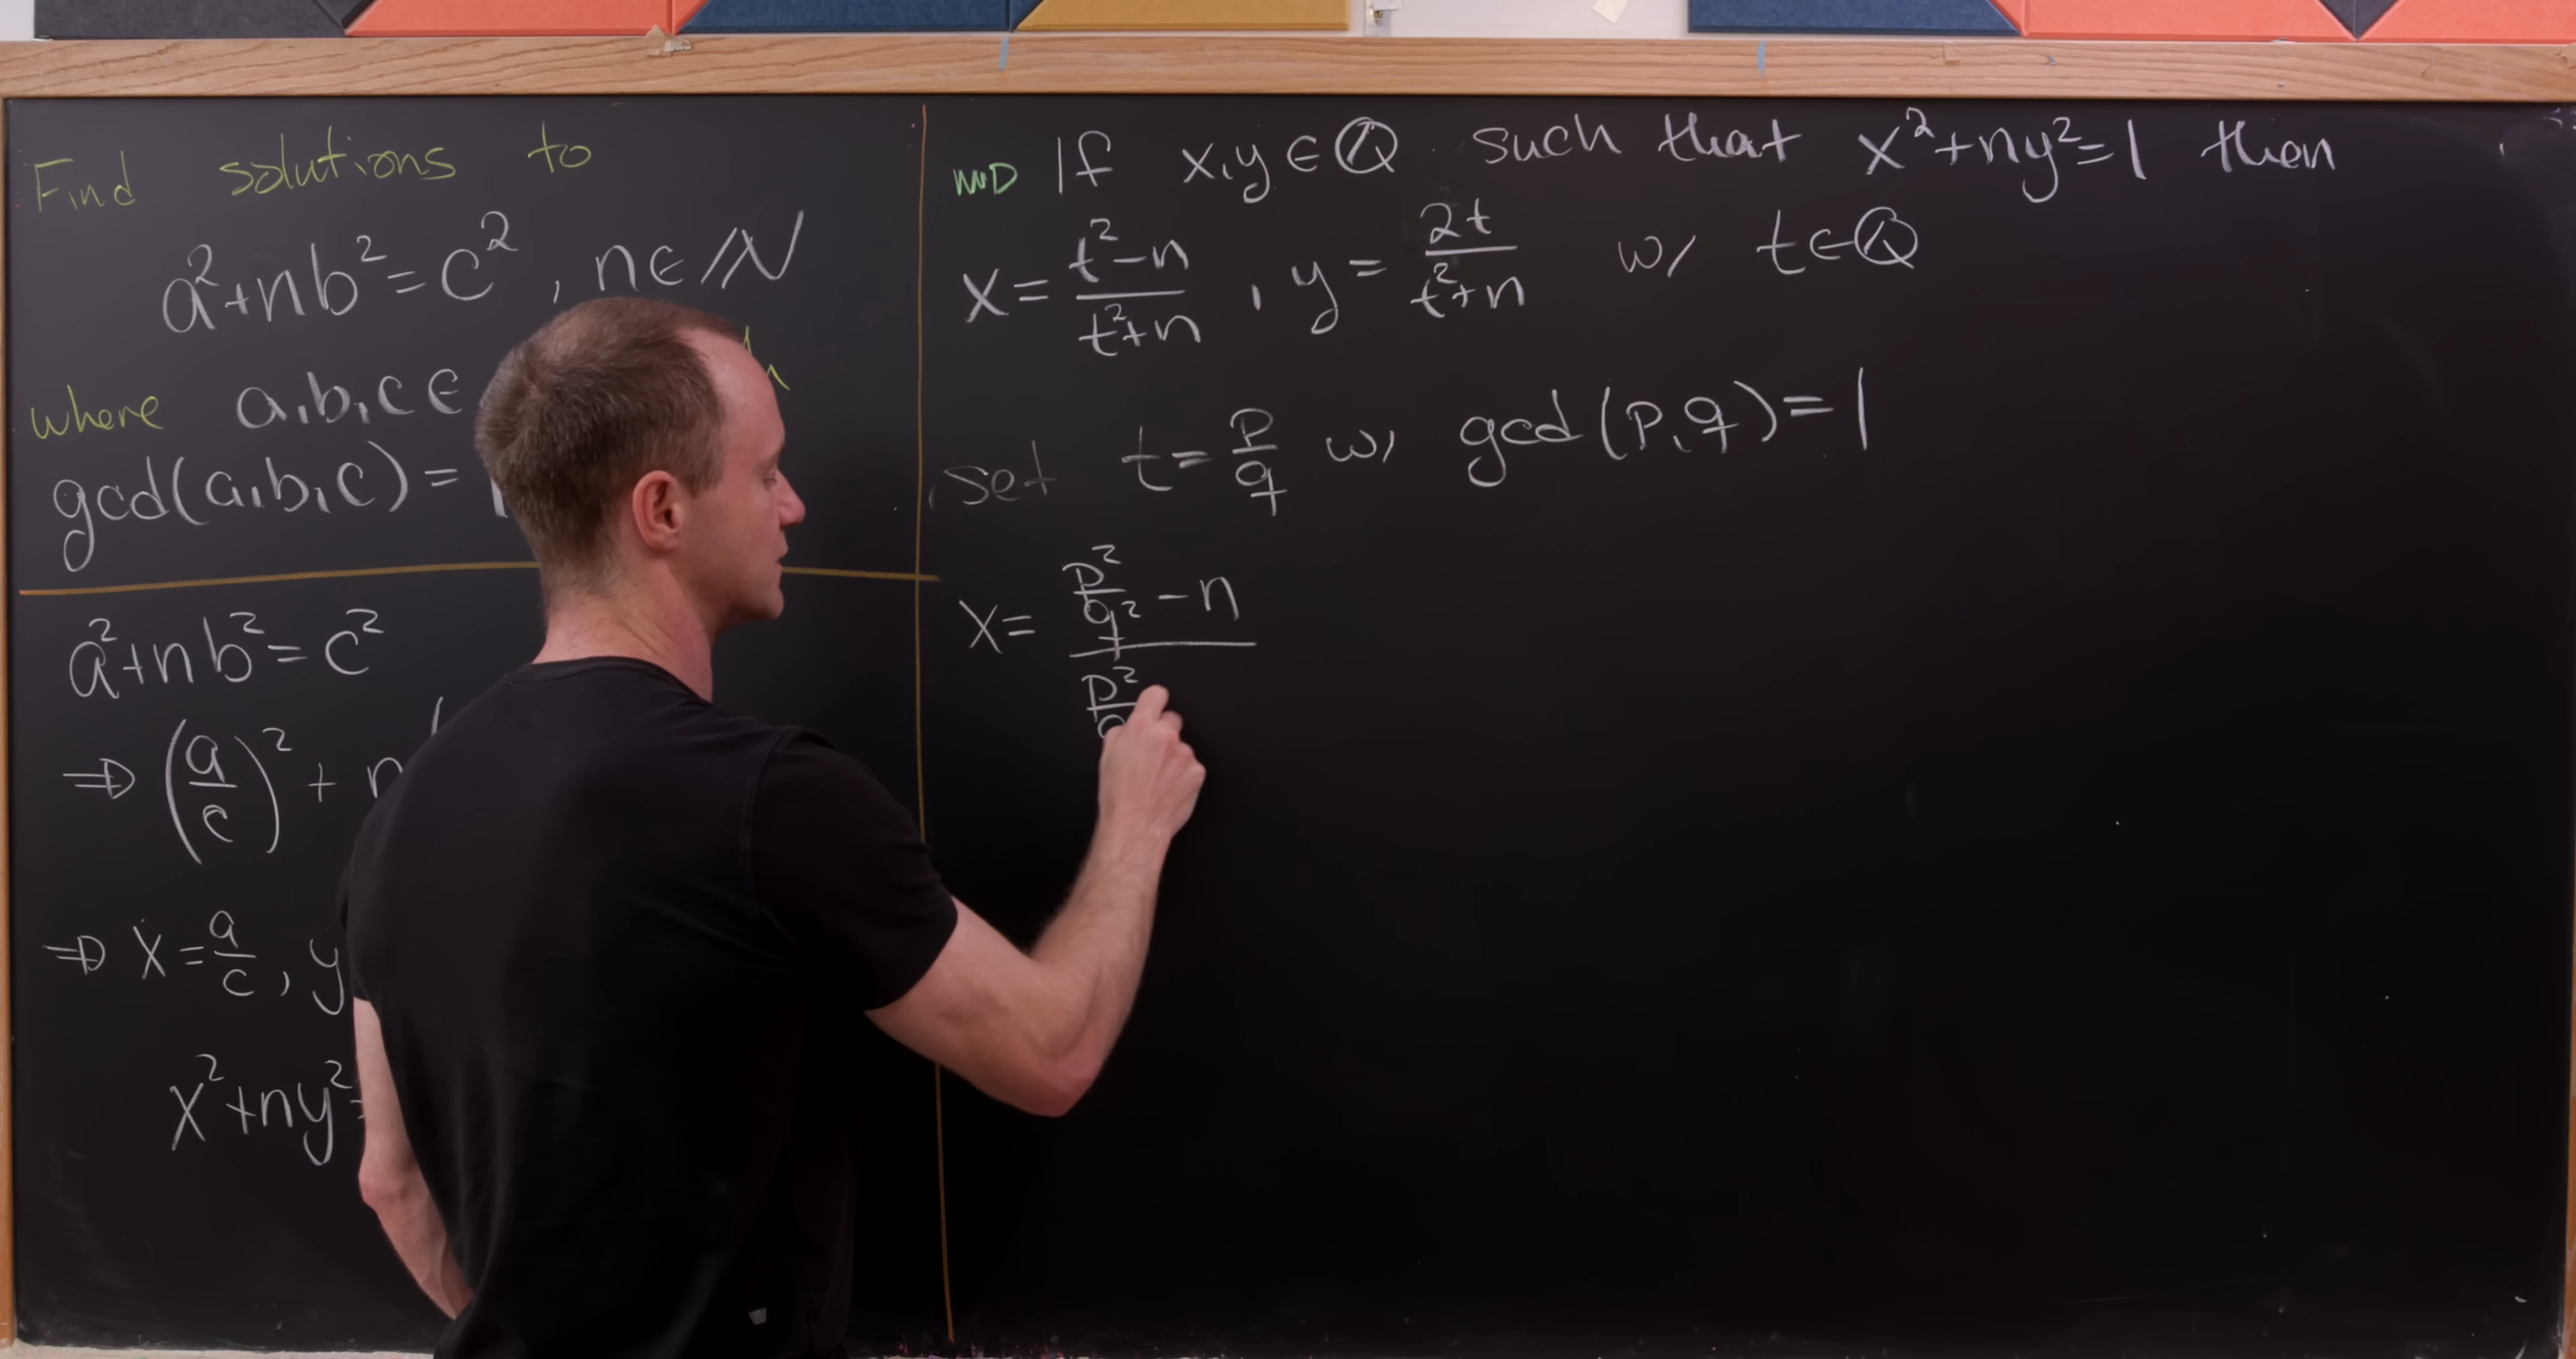 Find solutions to
a²+nb²=c², n∈ℕ
where a,b,c∈
gcd(a,b,c)=
a²+nb²=c²
⇒ (a/c)² + n
⇒ x=a/c, y
x²+ny²=
If x,y∈ℚ such that x²+ny²=1 then
x= (t²-n)/(t²+n), y= 2t/(t²+n) w/ t∈ℚ
set t=p/q w/ gcd(p,q)=1
x= (p²/q² - n)/(p²/q